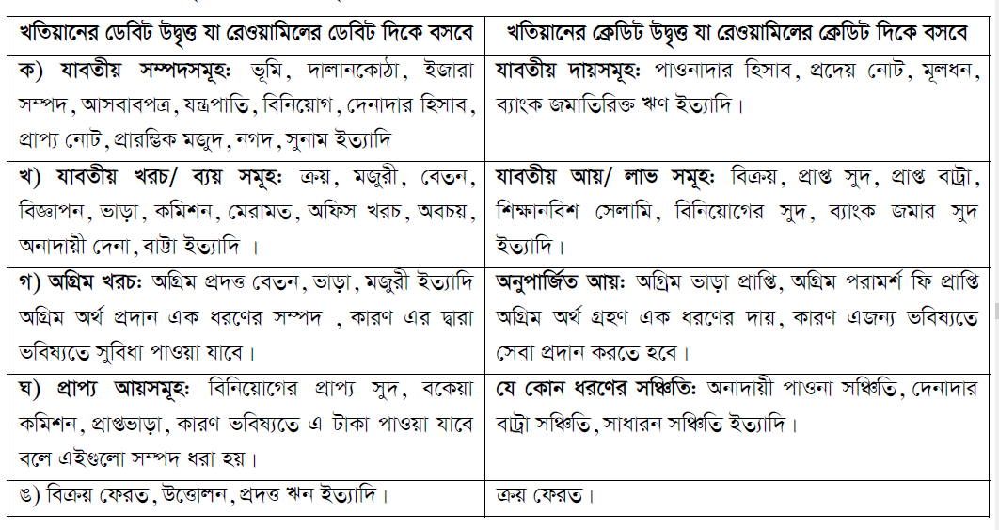 খতিয়ানের ডেবিট উদ্বৃত্ত যা রেওয়ামিলের ডেবিট দিকে বসবে
খতিয়ানের ক্রেডিট উদ্বৃত্ত যা রেওয়ামিলের ক্রেডিট দিকে বসবে
ক) যাবতীয় সম্পদসমূহ: ভূমি, দালানকোঠা, ইজারা
সম্পদ, আসবাবপত্র, যন্ত্রপাতি, বিনিয়োগ, দেনাদার হিসাব,
প্রাপ্য নোট, প্রারম্ভিক মজুদ, নগদ, সুনাম ইত্যাদি
যাবতীয় দায়সমূহ: পাওনাদার হিসাব, প্রদেয় নোট, মূলধন,
ব্যাংক জমাতিরিক্ত ঋণ ইত্যাদি।
খ) যাবতীয় খরচ/ ব্যয় সমূহ: ক্রয়, মজুরী, বেতন,
বিজ্ঞাপন, ভাড়া, কমিশন, মেরামত, অফিস খরচ, অবচয়,
অনাদায়ী দেনা, বাট্টা ইত্যাদি ।
যাবতীয় আয়/ লাভ সমূহ: বিক্রয়, প্রাপ্ত সুদ, প্রাপ্ত বাট্রা,
শিক্ষানবিশ সেলামি, বিনিয়োগের সুদ, ব্যাংক জমার সুদ
ইত্যাদি।
গ) অগ্রিম খরচ: অগ্রিম প্রদত্ত বেতন, ভাড়া, মজুরী ইত্যাদি
অগ্রিম অর্থ প্রদান এক ধরণের সম্পদ , কারণ এর দ্বারা
ভবিষ্যতে সুবিধা পাওয়া যাবে।
অনুপার্জিত আয়: অগ্রিম ভাড়া প্রাপ্তি, অগ্রিম পরামর্শ ফি প্রাপ্তি
অগ্রিম অর্থ গ্রহণ এক ধরণের দায়, কারণ এজন্য ভবিষ্যতে
সেবা প্রদান করতে হবে।
ঘ) প্রাপ্য আয়সমূহ: বিনিয়োগের প্রাপ্য সুদ, বকেয়া
কমিশন, প্রাপ্তভাড়া, কারণ ভবিষ্যতে এ টাকা পাওয়া যাবে
বলে এইগুলো সম্পদ ধরা হয়।
যে কোন ধরণের সঞ্চিতি: অনাদায়ী পাওনা সঞ্চিতি, দেনাদার
বাট্রা সঞ্চিতি, সাধারন সঞ্চিতি ইত্যাদি।
ঙ) বিক্রয় ফেরত, উত্তোলন, প্রদত্ত ঋন ইত্যাদি।
ক্রয় ফেরত।